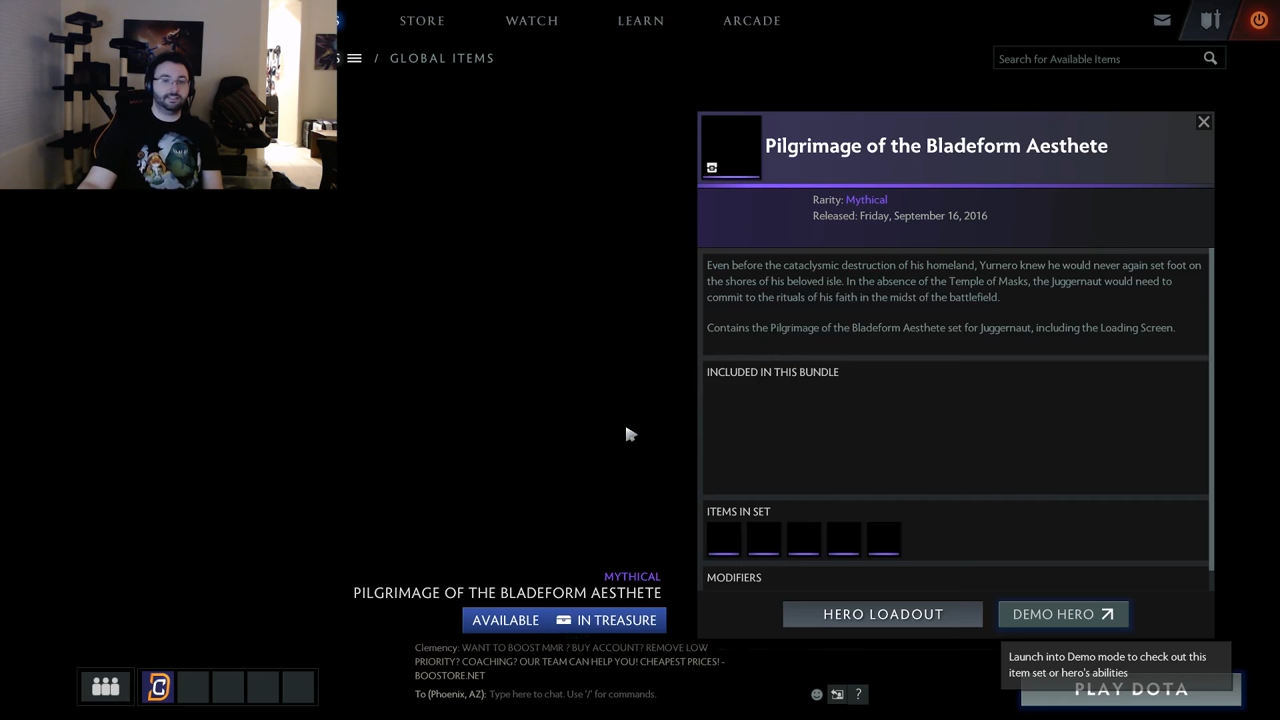 STORE
WATCH
LEARN
ARCADE
/ GLOBAL ITEMS
Search for Available Items
Pilgrimage of the Bladeform Aesthete
Rarity: Mythical
Released: Friday, September 16, 2016
Even before the cataclysmic destruction of his homeland, Yurnero knew he would never again set foot on
the shores of his beloved isle. In the absence of the Temple of Masks, the Juggernaut would need to
commit to the rituals of his faith in the midst of the battlefield.
Contains the Pilgrimage of the Bladeform Aesthete set for Juggernaut, including the Loading Screen.
INCLUDED IN THIS BUNDLE
ITEMS IN SET
MODIFIERS
MYTHICAL
PILGRIMAGE OF THE BLADEFORM AESTHETE
AVAILABLE IN TREASURE
HERO LOADOUT
DEMO HERO
Launch into Demo mode to check out this
item set or hero's abilities
PLAY DOTA
Clemency: WANT TO BOOST MMR ? BUY ACCOUNT? REMOVE LOW
PRIORITY? COACHING? OUR TEAM CAN HELP YOU! CHEAPEST PRICES! -
BOOSTORE.NET
To (Phoenix, AZ): Type here to chat. Use '/' for commands.
?